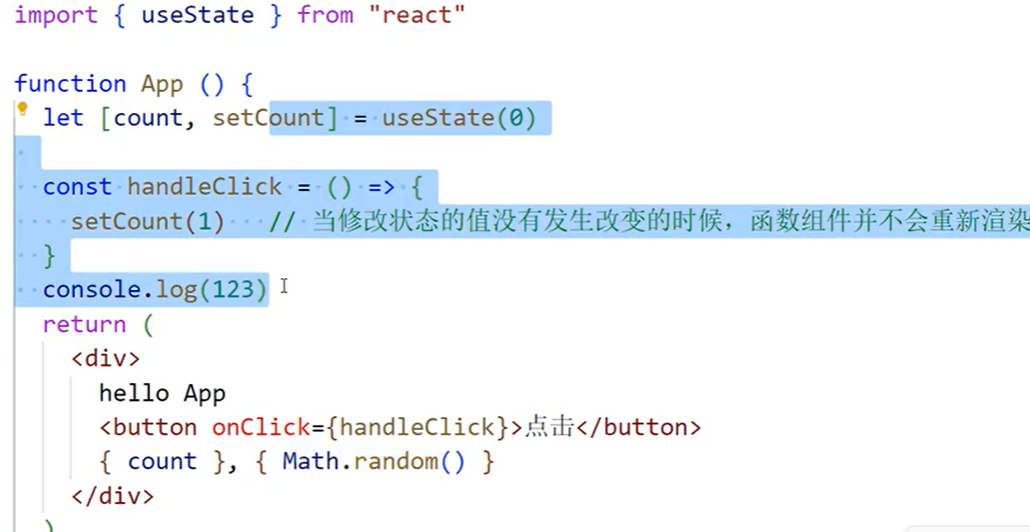 import { useState } from "react"
function App () {
let [count, setCount] = useState(0)
const handleClick = () => {
setCount(1) // 当修改状态的值没有发生改变的时候，函数组件并不会重新渲染
}
console.log(123)
return (
<div>
hello App
<button onClick={handleClick}>点击</button>
{ count }, { Math.random() }
</div>
)